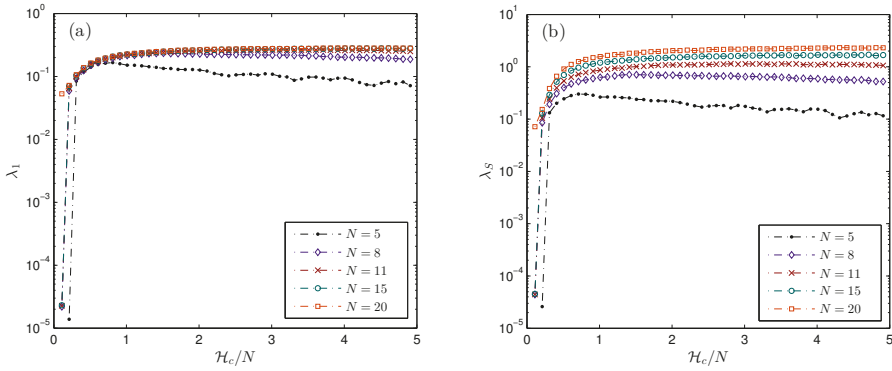 (a)
10^0
10^{-1}
10^{-2}
10^{-3}
10^{-4}
10^{-5}
λ_1
0
1
2
3
4
5
ℋ_c/N
N = 5
N = 8
N = 11
N = 15
N = 20
(b)
10^1
10^0
10^{-1}
10^{-2}
10^{-3}
10^{-4}
10^{-5}
λ_S
0
1
2
3
4
5
ℋ_c/N
N = 5
N = 8
N = 11
N = 15
N = 20